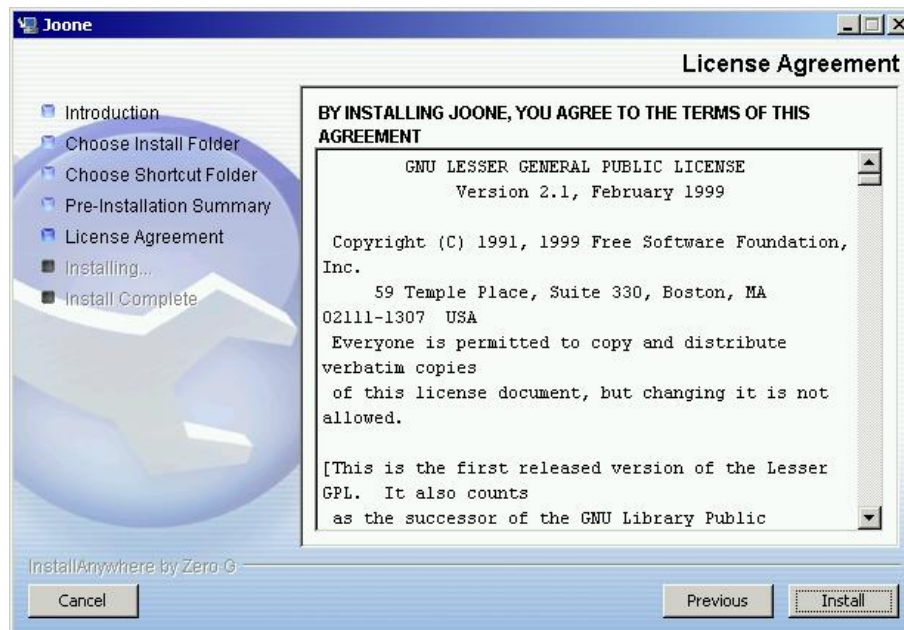 Joone
License Agreement
Introduction
Choose Install Folder
Choose Shortcut Folder
Pre-Installation Summary
License Agreement
Installing...
Install Complete
BY INSTALLING JOONE, YOU AGREE TO THE TERMS OF THIS
AGREEMENT
GNU LESSER GENERAL PUBLIC LICENSE
Version 2.1, February 1999
Copyright (C) 1991, 1999 Free Software Foundation,
Inc.
59 Temple Place, Suite 330, Boston, MA
02111-1307 USA
Everyone is permitted to copy and distribute
verbatim copies
of this license document, but changing it is not
allowed.
[This is the first released version of the Lesser
GPL. It also counts
as the successor of the GNU Library Public
InstallAnywhere by Zero G
Cancel
Previous
Install